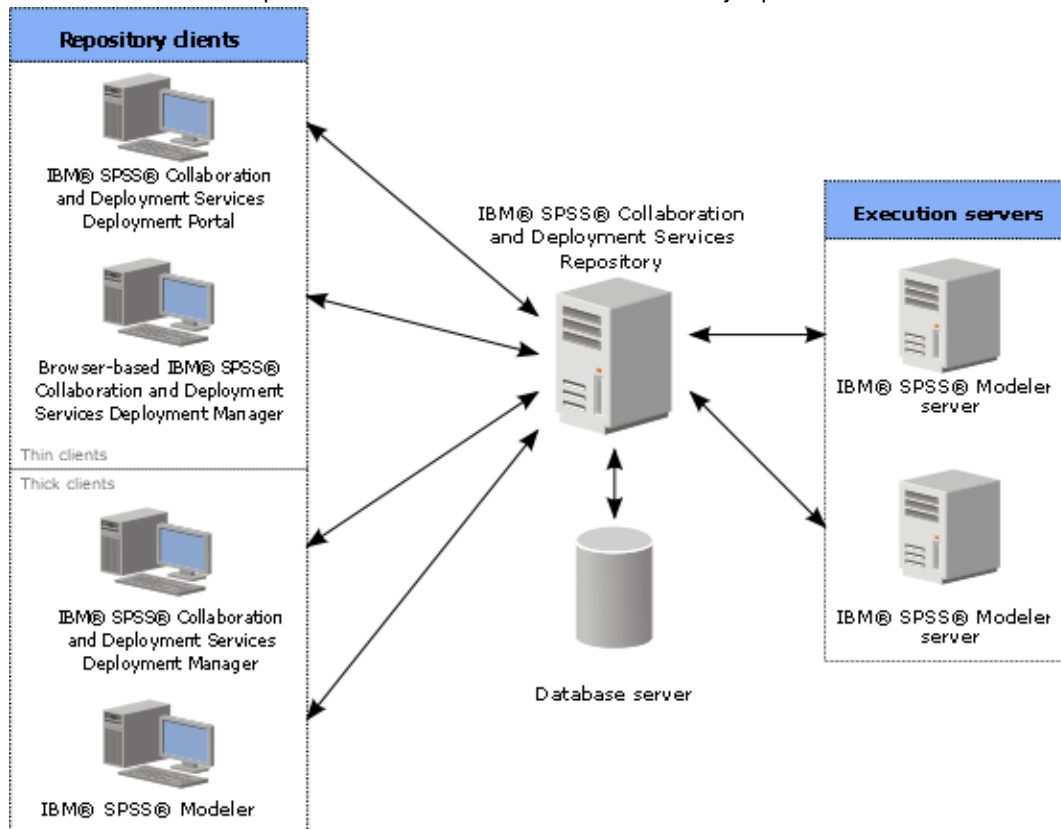 Repository clients
IBM® SPSS® Collaboration
and Deployment Services
Deployment Portal
Browser-based IBM® SPSS®
Collaboration and Deployment
Services Deployment Manager
Thin clients
Thick clients
IBM® SPSS® Collaboration
and Deployment Services
Deployment Manager
IBM® SPSS® Modeler
IBM® SPSS® Collaboration
and Deployment Services
Repository
Database server
Execution servers
IBM® SPSS® Modeler
server
IBM® SPSS® Modeler
server